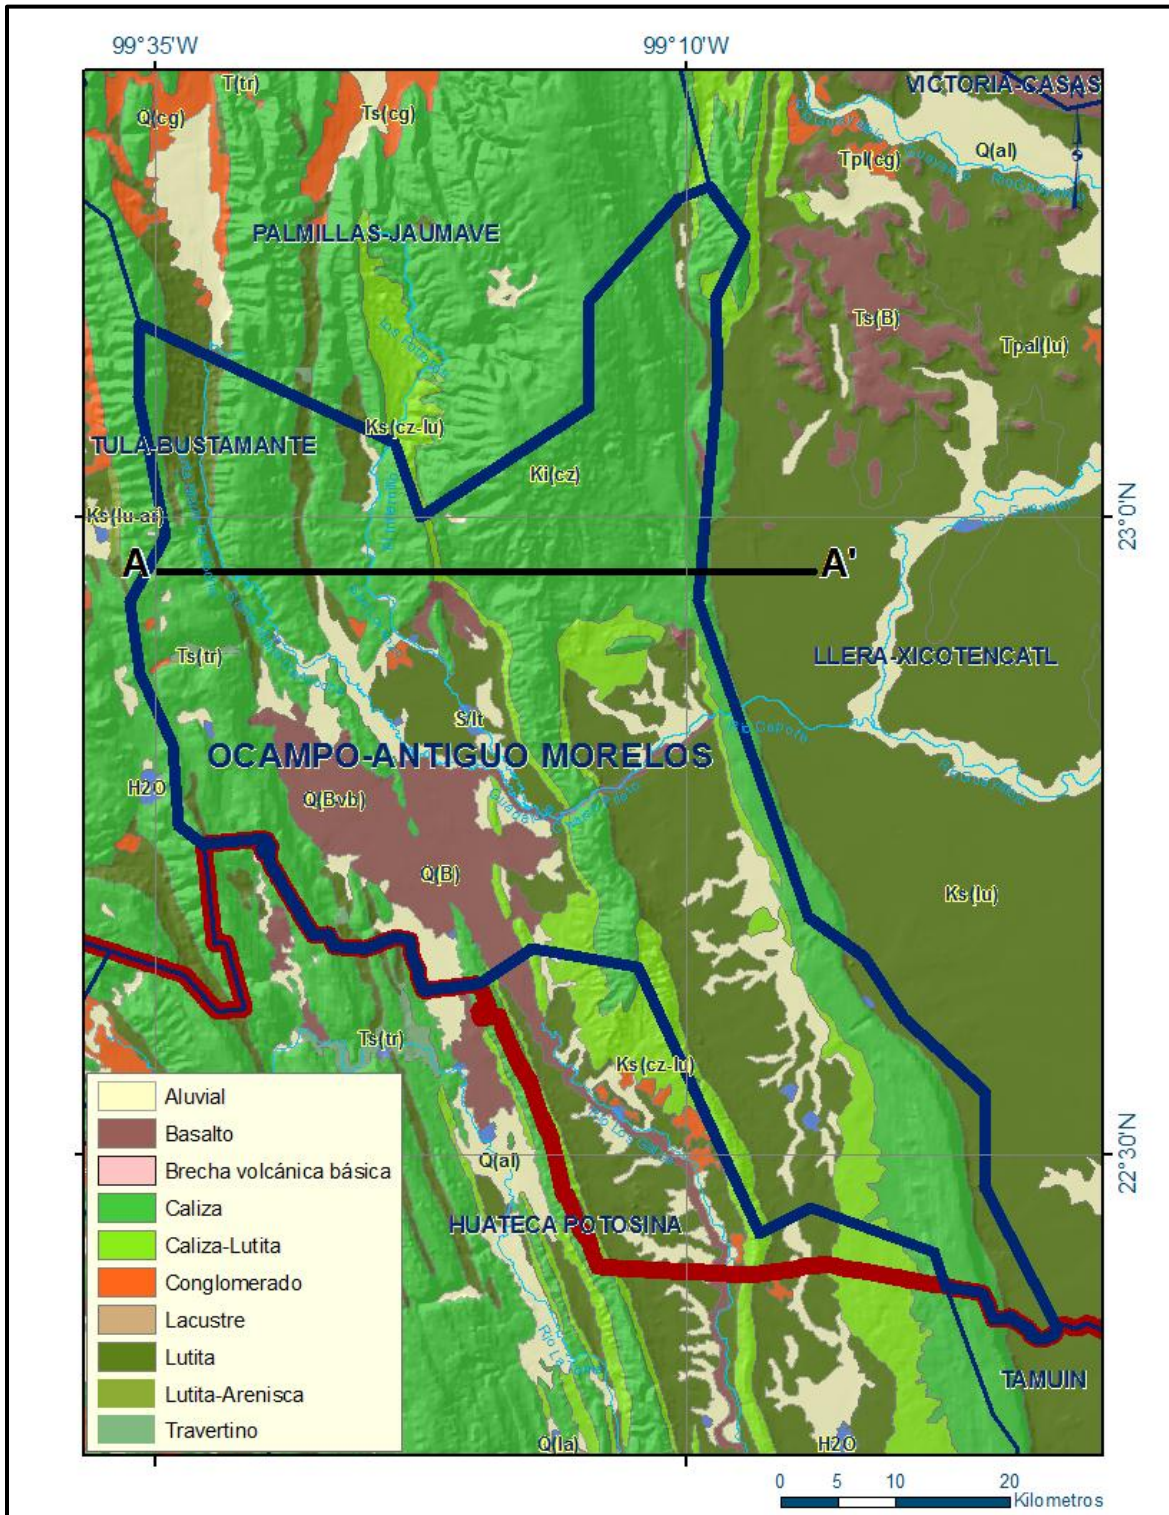 99°35'W
99°10'W
VICTORIA-CASAS
T(tr)
Q(cg)
Ts(cg)
Q(al)
Tpl(cg)
PALMILLAS-JAUMAVE
Ts(B)
Tpal(lu)
Ks(cz-lu)
TULA-BUSTAMANTE
Ki(cz)
Ks(lu-ar)
23°0'N
A
A'
Ts(tr)
LLERA-XICOTENCATL
S/It
OCAMPO-ANTIGUO MORELOS
H2O
Q(Bvb)
Q(B)
Ks(lu)
Ts(tr)
Ks(cz-lu)
Q(al)
22°30'N
HUATECA POTOSINA
TAMUIN
Q(la)
H2O
Aluvial
Basalto
Brecha volcánica básica
Caliza
Caliza-Lutita
Conglomerado
Lacustre
Lutita
Lutita-Arenisca
Travertino
0 5 10 20
Kilometros